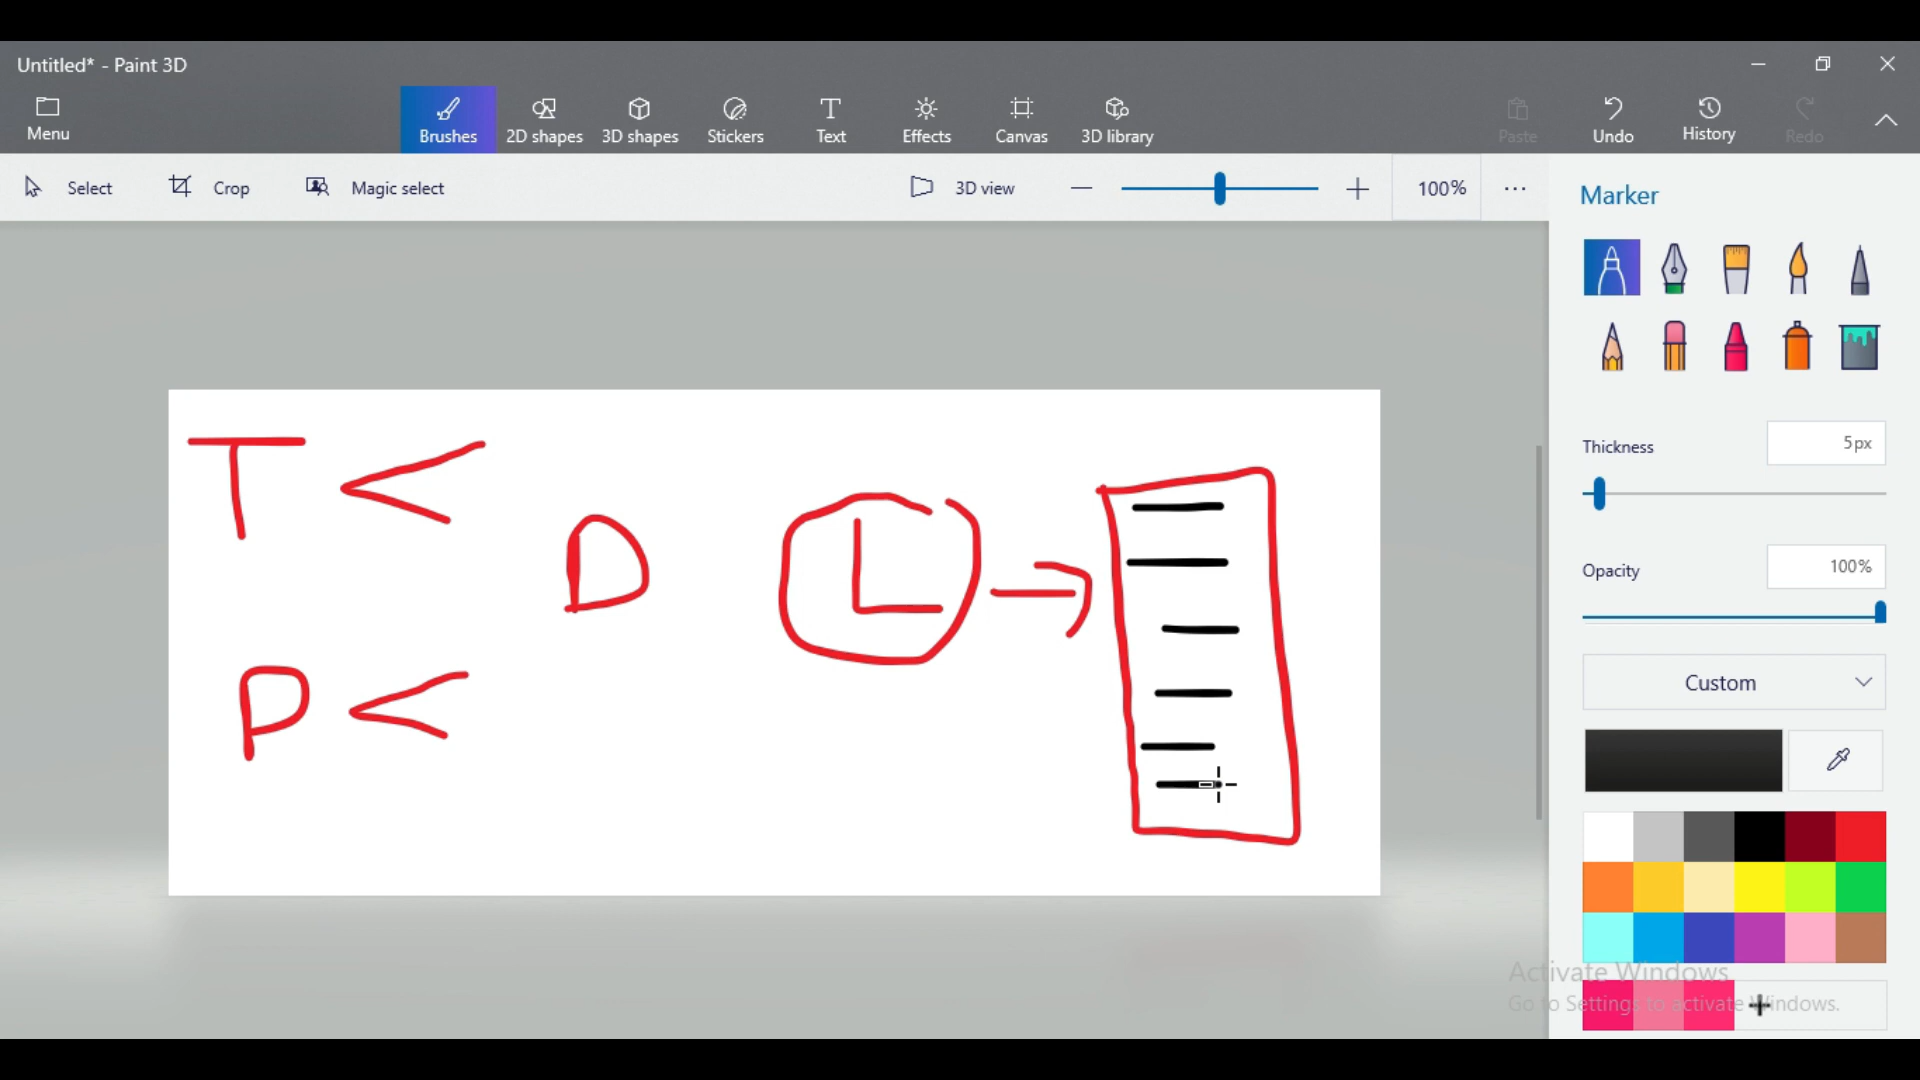 Untitled* - Paint 3D
Menu
Brushes
2D shapes
3D shapes
Stickers
Text
Effects
Canvas
3D library
Paste
Undo
History
Redo
Select
Crop
Magic select
3D view
100%
Marker
Thickness
5px
Opacity
100%
Custom
T <
D
L
P <
Activate Windows
Go to Settings to activate Windows.